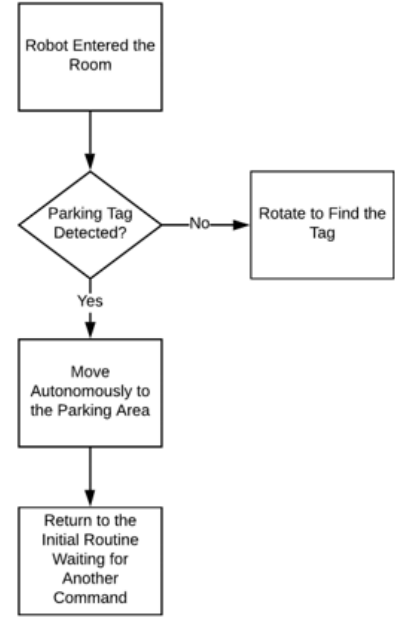 Robot Entered the
Room
Parking Tag
Detected?
No
Rotate to Find the
Tag
Yes
Move
Autonomously to
the Parking Area
Return to the
Initial Routine
Waiting for
Another
Command